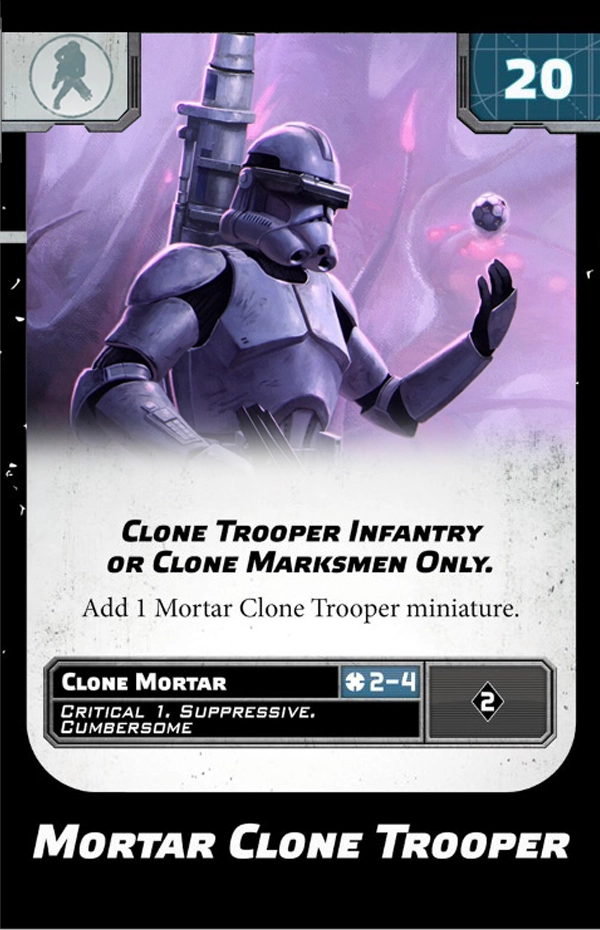 20
Clone Trooper Infantry
or Clone Marksmen Only.
Add 1 Mortar Clone Trooper miniature.
Clone Mortar 2–4
Critical 1. Suppressive.
Cumbersome
2
Mortar Clone Trooper